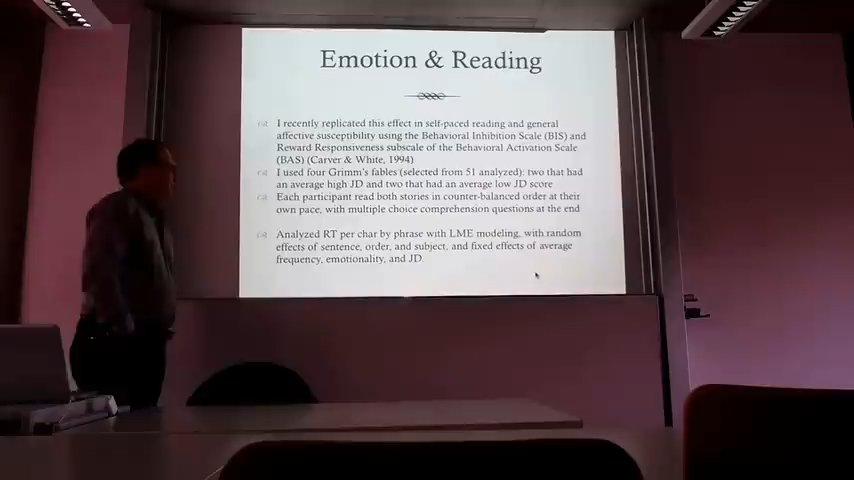 Emotion & Reading
I recently replicated this effect in self-paced reading and general
affective susceptibility using the Behavioral Inhibition Scale (BIS) and
Reward Responsiveness subscale of the Behavioral Activation Scale
(BAS) (Carver & White, 1994)
I used four Grimm's fables (selected from 51 analyzed): two that had
an average high JD and two that had an average low JD score
Each participant read both stories in counter-balanced order at their
own pace, with multiple choice comprehension questions at the end
Analyzed RT per char by phrase with LME modeling, with random
effects of sentence, order, and subject, and fixed effects of average
frequency, emotionality, and JD.